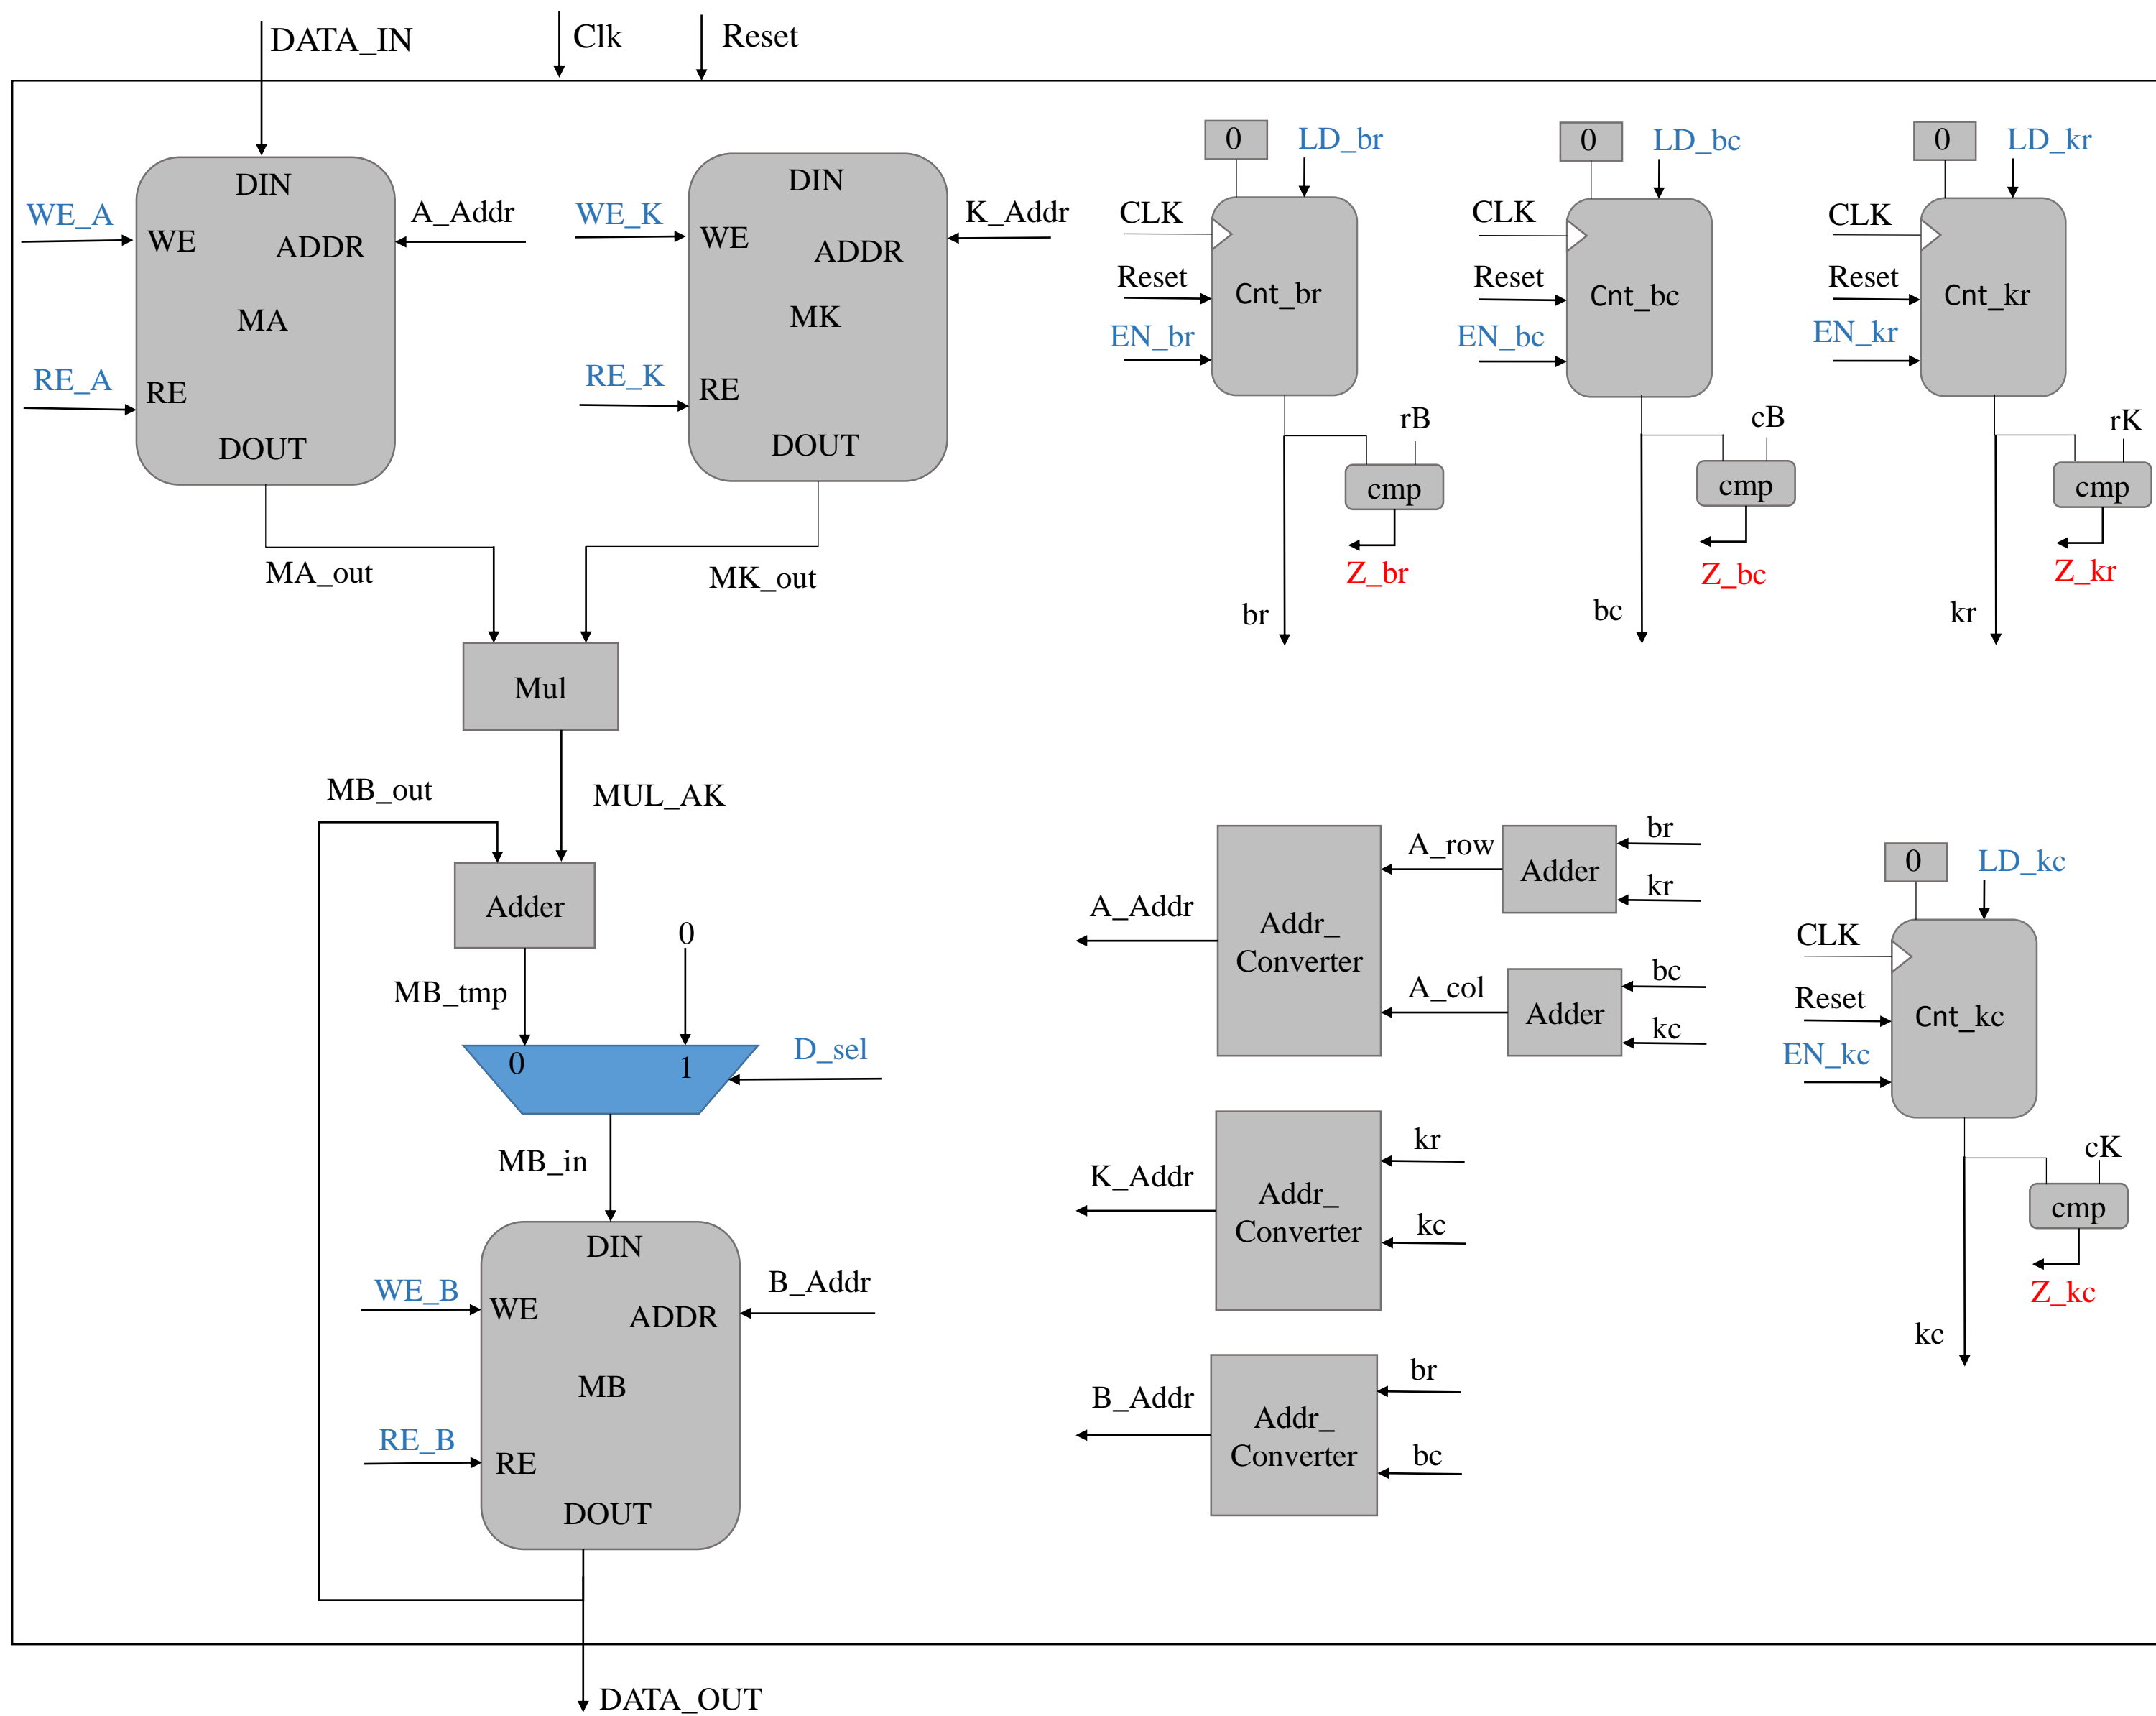 DATA_IN
Clk
Reset
DIN
WE_A
WE
A_Addr
ADDR
MA
RE_A
RE
DOUT
MA_out
DIN
WE_K
WE
K_Addr
ADDR
MK
RE_K
RE
DOUT
MK_out
Mul
MB_out
MUL_AK
Adder
0
MB_tmp
0
1
D_sel
MB_in
DIN
WE_B
WE
B_Addr
ADDR
MB
RE_B
RE
DOUT
DATA_OUT
0
LD_br
CLK
Reset
Cnt_br
EN_br
rB
cmp
Z_br
br
0
LD_bc
CLK
Reset
Cnt_bc
EN_bc
cB
cmp
Z_bc
bc
0
LD_kr
CLK
Reset
Cnt_kr
EN_kr
rK
cmp
Z_kr
kr
A_Addr
Addr_
Converter
A_row
Adder
br
kr
A_col
Adder
bc
kc
K_Addr
Addr_
Converter
kr
kc
B_Addr
Addr_
Converter
br
bc
0
LD_kc
CLK
Reset
Cnt_kc
EN_kc
cK
cmp
Z_kc
kc